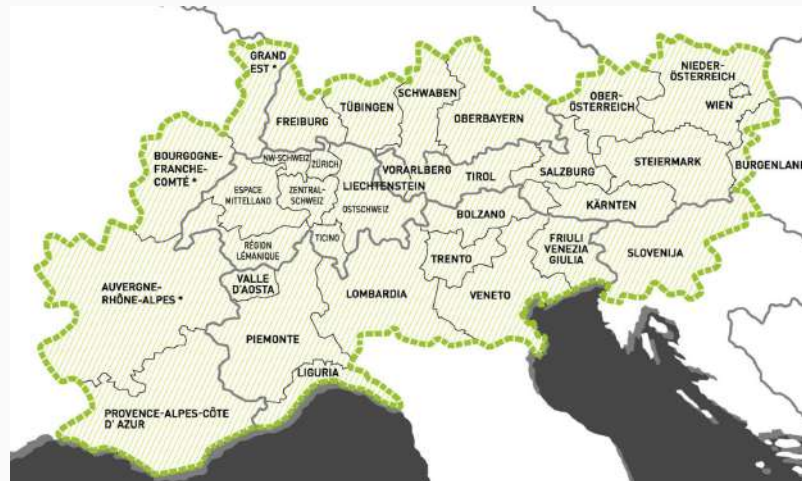 GRAND
EST *
NIEDER-
ÖSTERREICH
SCHWABEN
TÜBINGEN
OBER-
ÖSTERREICH
WIEN
FREIBURG
OBERBAYERN
BOURGOGNE-
FRANCHE-
COMTÉ *
NW-SCHWEIZ
ZÜRICH
VORARLBERG
TIROL
SALZBURG
STEIERMARK
BURGENLAND
LIECHTENSTEIN
ESPACE
MITTELLAND
ZENTRAL-
SCHWEIZ
OSTSCHWEIZ
KÄRNTEN
BOLZANO
RÉGION
LÉMANIQUE
TICINO
TRENTO
FRIULI
VENEZIA
GIULIA
SLOVENIJA
VALLE
D'AOSTA
AUVERGNE-
RHÔNE-ALPES *
LOMBARDIA
VENETO
PIEMONTE
LIGURIA
PROVENCE-ALPES-CÔTE
D' AZUR